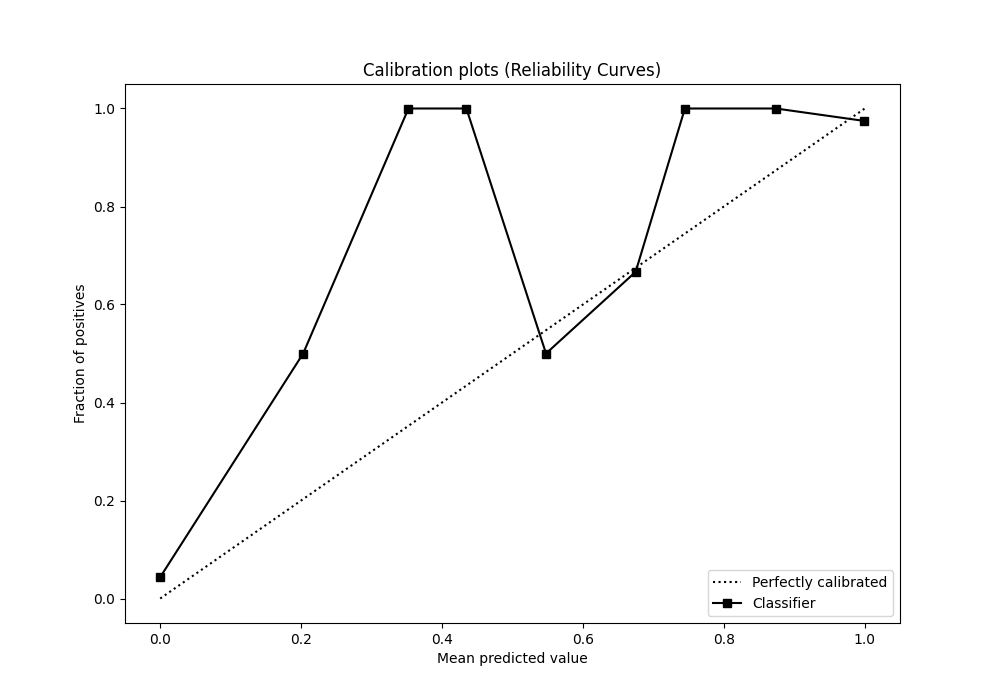 Calibration plots (Reliability Curves)
1.0
0.8
0.6
0.4
0.2
0.0
Fraction of positives
0.0 0.2 0.4 0.6 0.8 1.0
Mean predicted value
Perfectly calibrated
Classifier